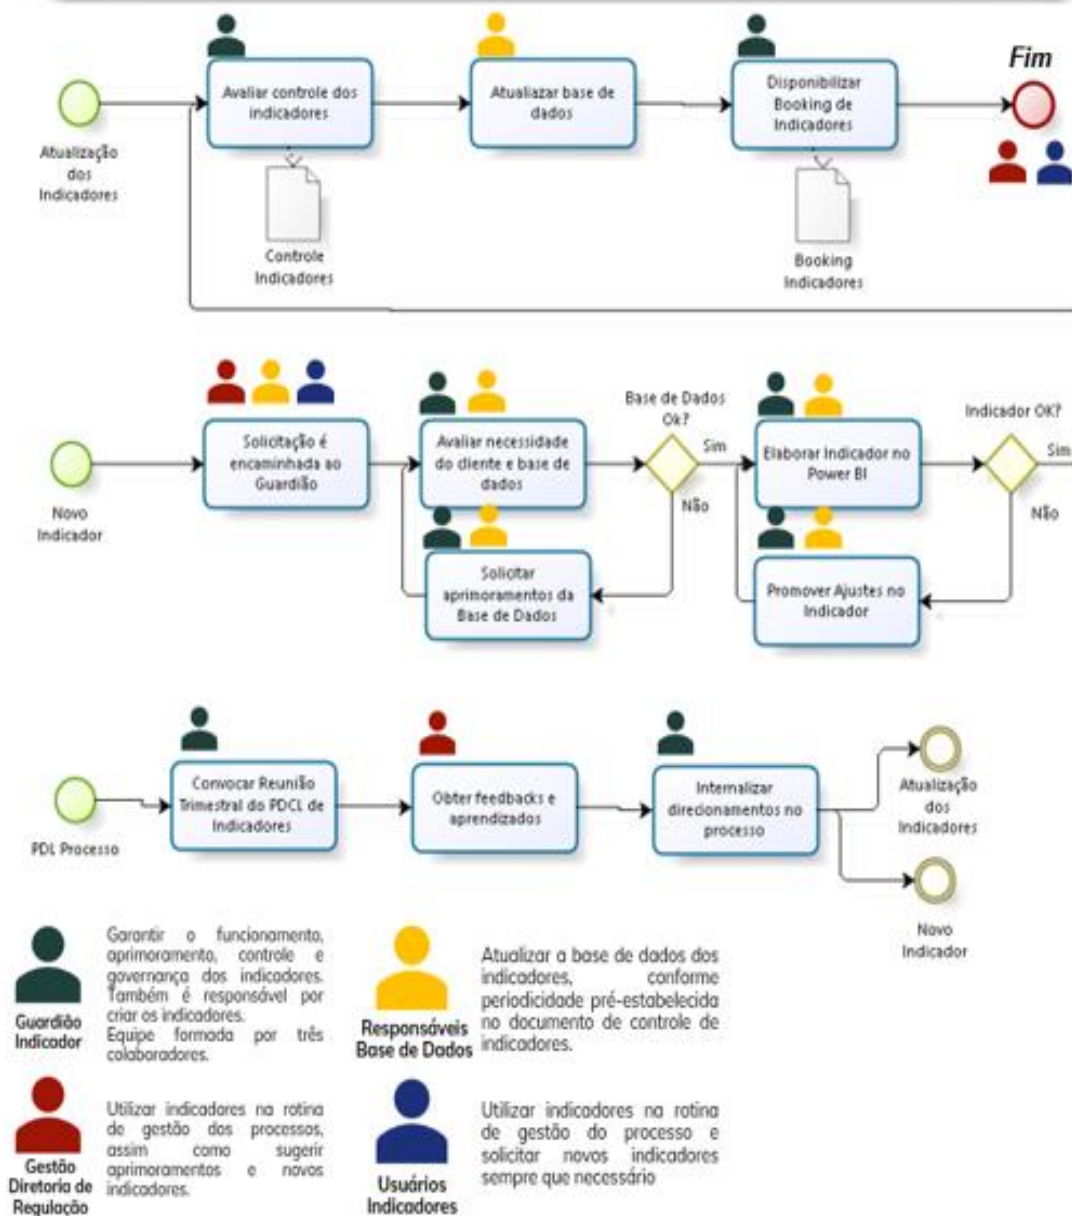 Fim
Avaliar controle dos
indicadores
Atualiazar base de
dados
Disponibilizar
Booking de
Indicadores
Atualização
dos
Indicadores
Controle
Indicadores
Booking
Indicadores
Solicitação é
encaminhada ao
Guardião
Avaliar necessidade
do cliente e base de
dados
Base de Dados
Ok?
Sim
Não
Elaborar Indicador no
Power BI
Indicador OK?
Sim
Não
Novo
Indicador
Solicitar
aprimoramentos da
Base de Dados
Promover Ajustes no
Indicador
PDL Processo
Convocar Reunião
Trimestral do PDCL de
Indicadores
Obter feedbacks e
aprendizados
Internalizar
direcionamentos no
processo
Atualização
dos
Indicadores
Novo
Indicador
Guardião
Indicador
Garantir o funcionamento,
aprimoramento, controle e
governança dos indicadores.
Também é responsável por
criar os indicadores.
Equipe formada por três
colaboradores.
Responsáveis
Base de Dados
Atualizar a base de dados dos
indicadores, conforme
periodicidade pré-estabelecida
no documento de controle de
indicadores.
Gestão
Diretoria de
Regulação
Utilizar indicadores na rotina
de gestão dos processos,
assim como sugerir
aprimoramentos e novos
indicadores.
Usuários
Indicadores
Utilizar indicadores na rotina
de gestão do processo e
solicitar novos indicadores
sempre que necessário